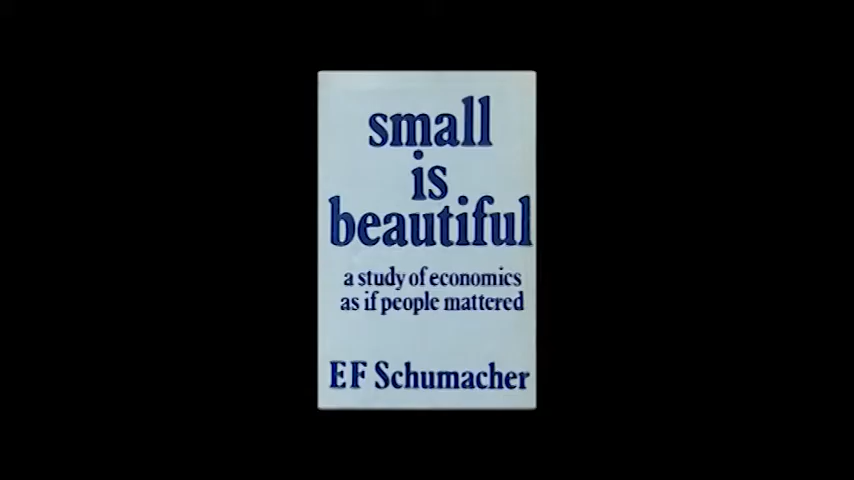 small
is
beautiful
a study of economics
as if people mattered
EF Schumacher